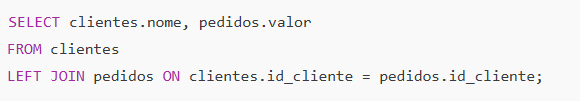 SELECT clientes.nome, pedidos.valor
FROM clientes
LEFT JOIN pedidos ON clientes.id_cliente = pedidos.id_cliente;